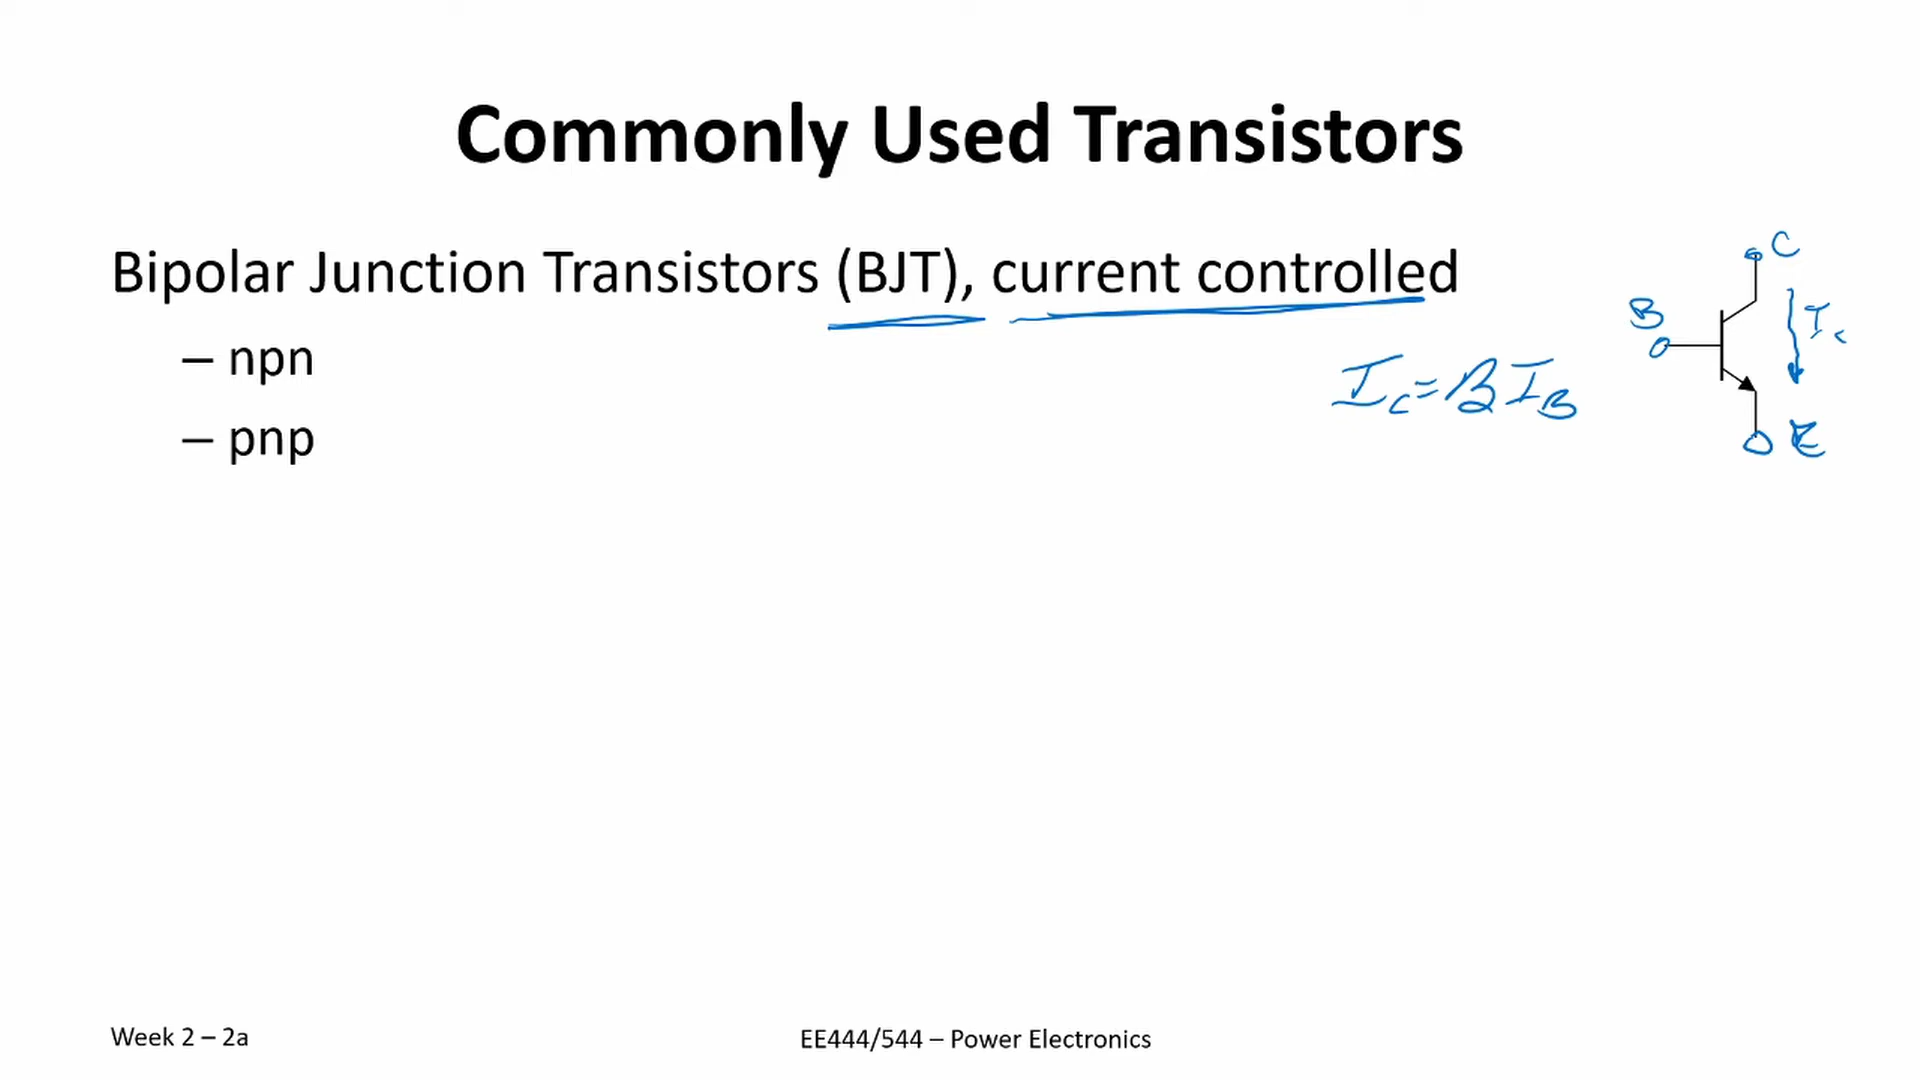 Commonly Used Transistors
Bipolar Junction Transistors (BJT), current controlled
– npn
– pnp
I_C = β I_B
C
B
I_C
E
Week 2 – 2a
EE444/544 – Power Electronics